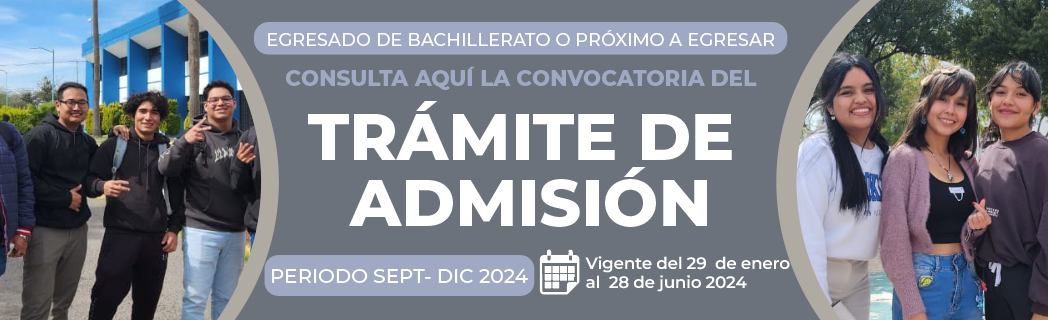 EGRESADO DE BACHILLERATO O PRÓXIMO A EGRESAR
CONSULTA AQUÍ LA CONVOCATORIA DEL
TRÁMITE DE
ADMISIÓN
PERIODO SEPT- DIC 2024
Vigente del 29 de enero
al 28 de junio 2024